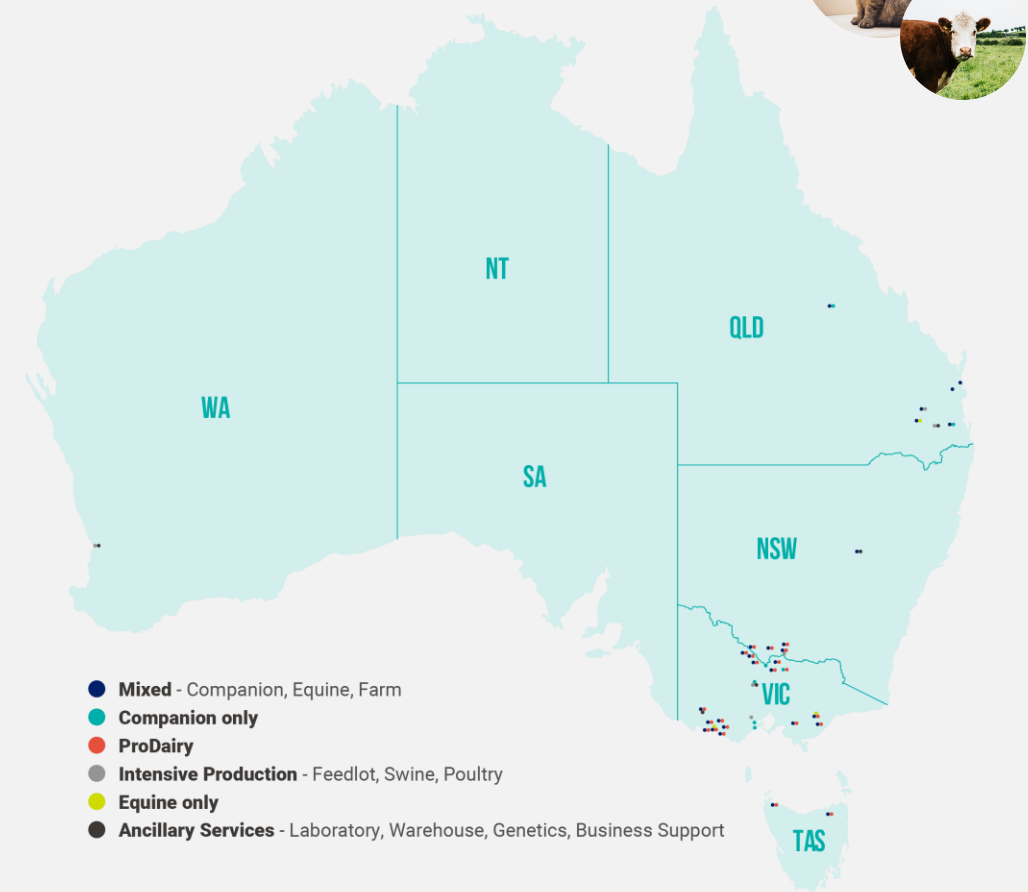 NT
QLD
WA
SA
NSW
VIC
TAS
Mixed - Companion, Equine, Farm
Companion only
ProDairy
Intensive Production - Feedlot, Swine, Poultry
Equine only
Ancillary Services - Laboratory, Warehouse, Genetics, Business Support